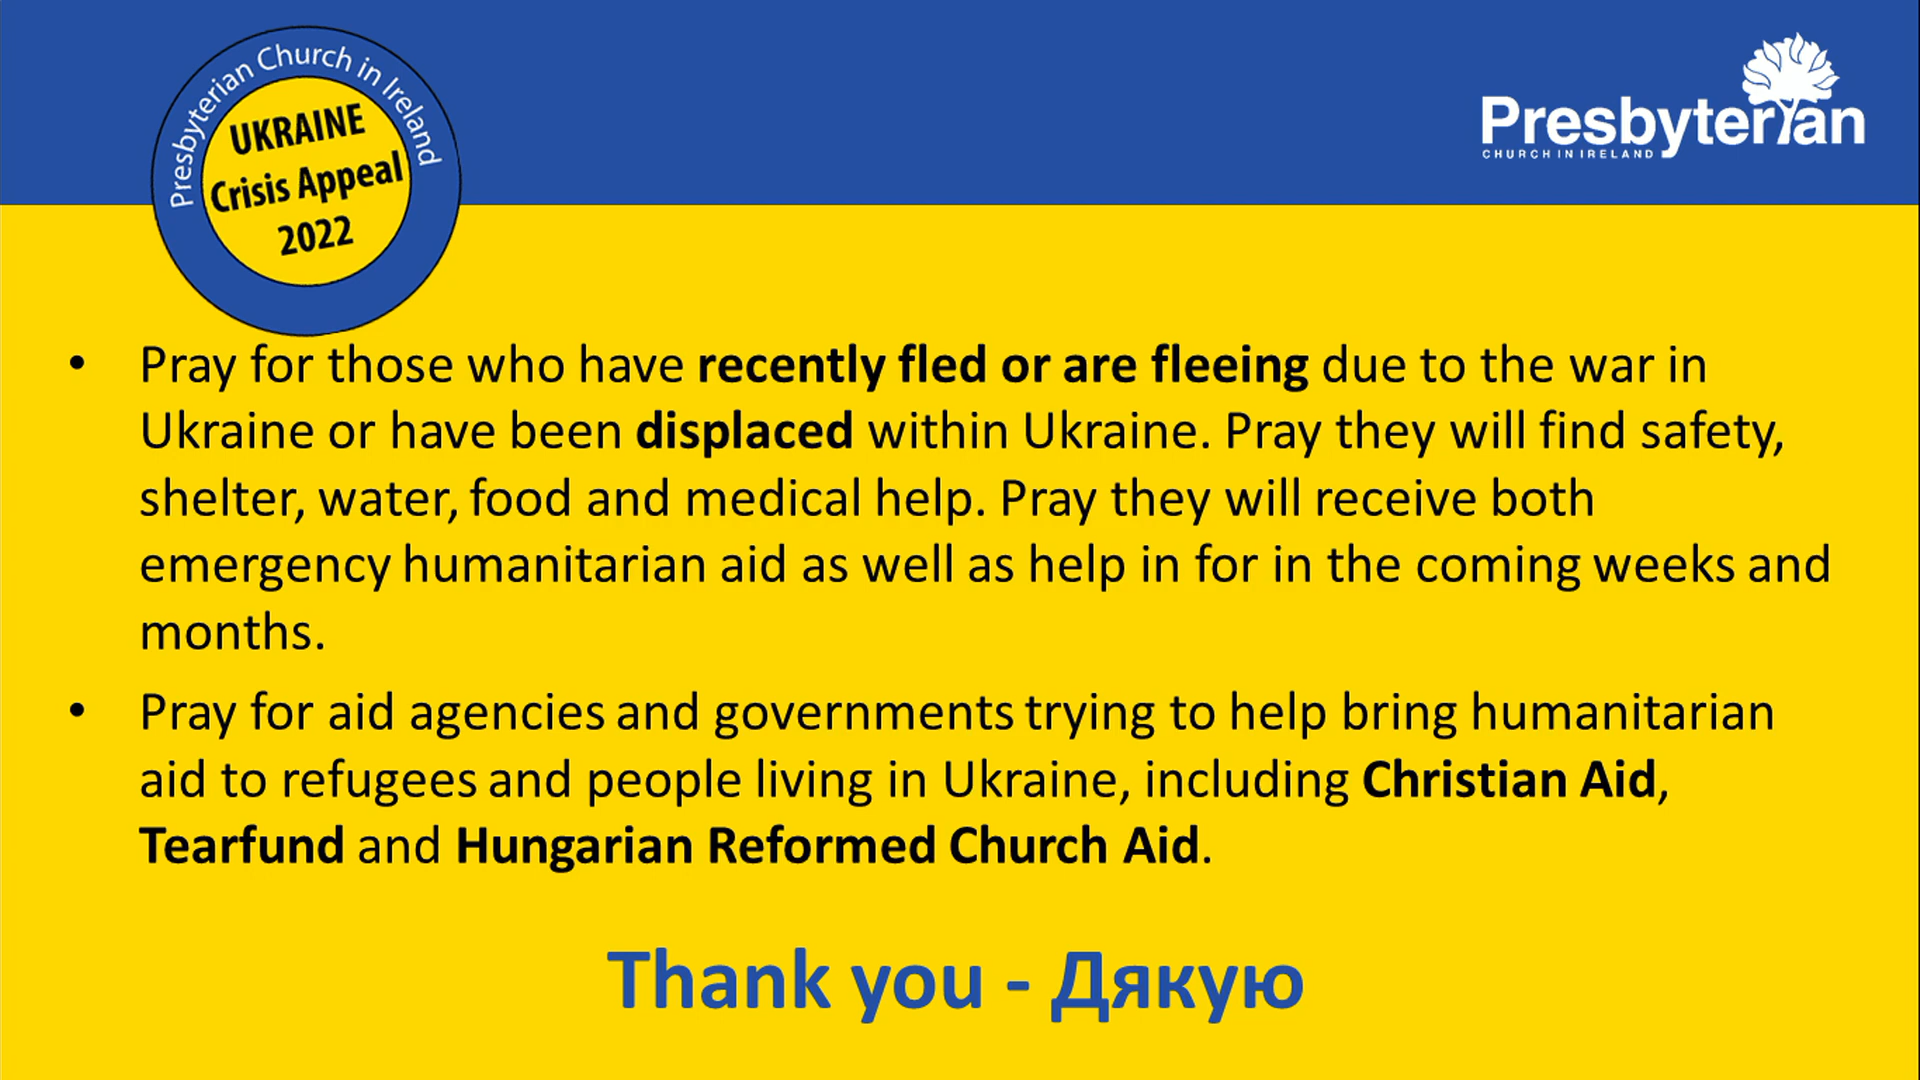 Presbyterian Church in Ireland
UKRAINE
Crisis Appeal
2022
Presbyterian
CHURCH IN IRELAND
• Pray for those who have recently fled or are fleeing due to the war in
Ukraine or have been displaced within Ukraine. Pray they will find safety,
shelter, water, food and medical help. Pray they will receive both
emergency humanitarian aid as well as help in for in the coming weeks and
months.
• Pray for aid agencies and governments trying to help bring humanitarian
aid to refugees and people living in Ukraine, including Christian Aid,
Tearfund and Hungarian Reformed Church Aid.
Thank you - Дякую